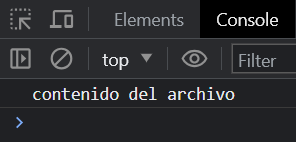 Elements Console
top Filter
contenido del archivo